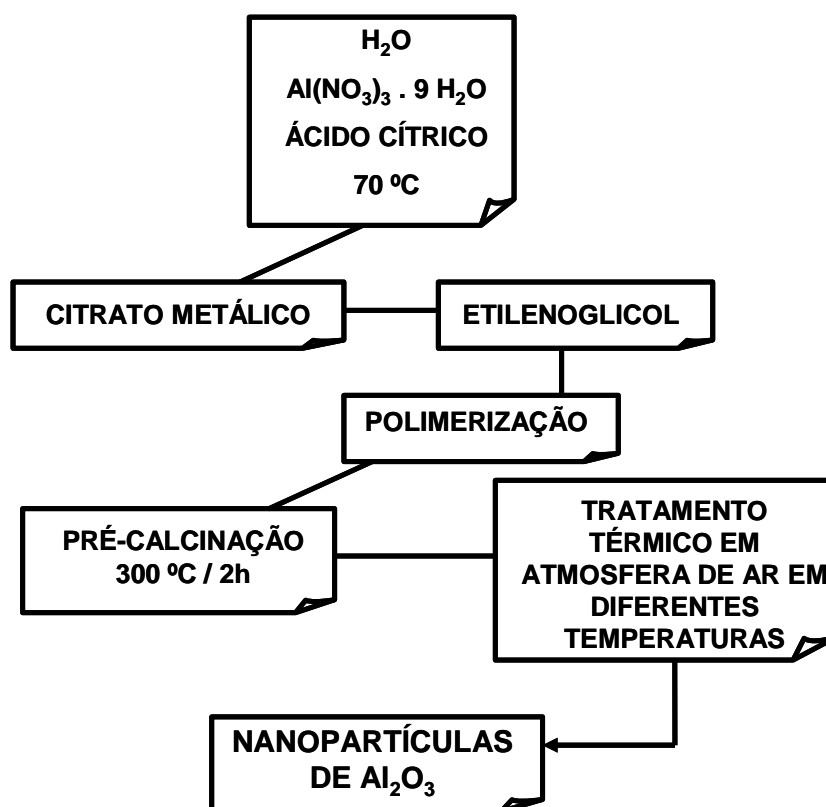 H₂O
Al(NO₃)₃ . 9 H₂O
ÁCIDO CÍTRICO
70 ºC
CITRATO METÁLICO
ETILENOGLICOL
POLIMERIZAÇÃO
PRÉ-CALCINAÇÃO
300 ºC / 2h
TRATAMENTO
TÉRMICO EM
ATMOSFERA DE AR EM
DIFERENTES
TEMPERATURAS
NANOPARTÍCULAS
DE Al₂O₃